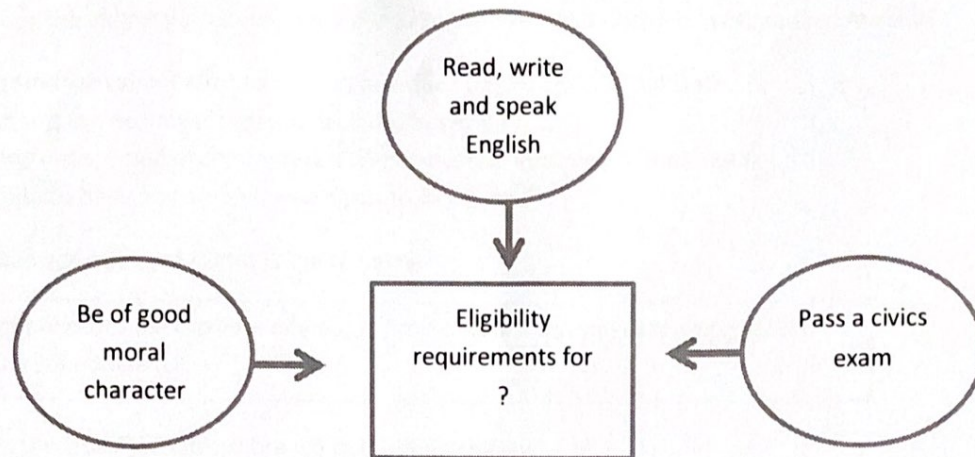 Read, write
and speak
English
Be of good
moral
character
Eligibility
requirements for
?
Pass a civics
exam